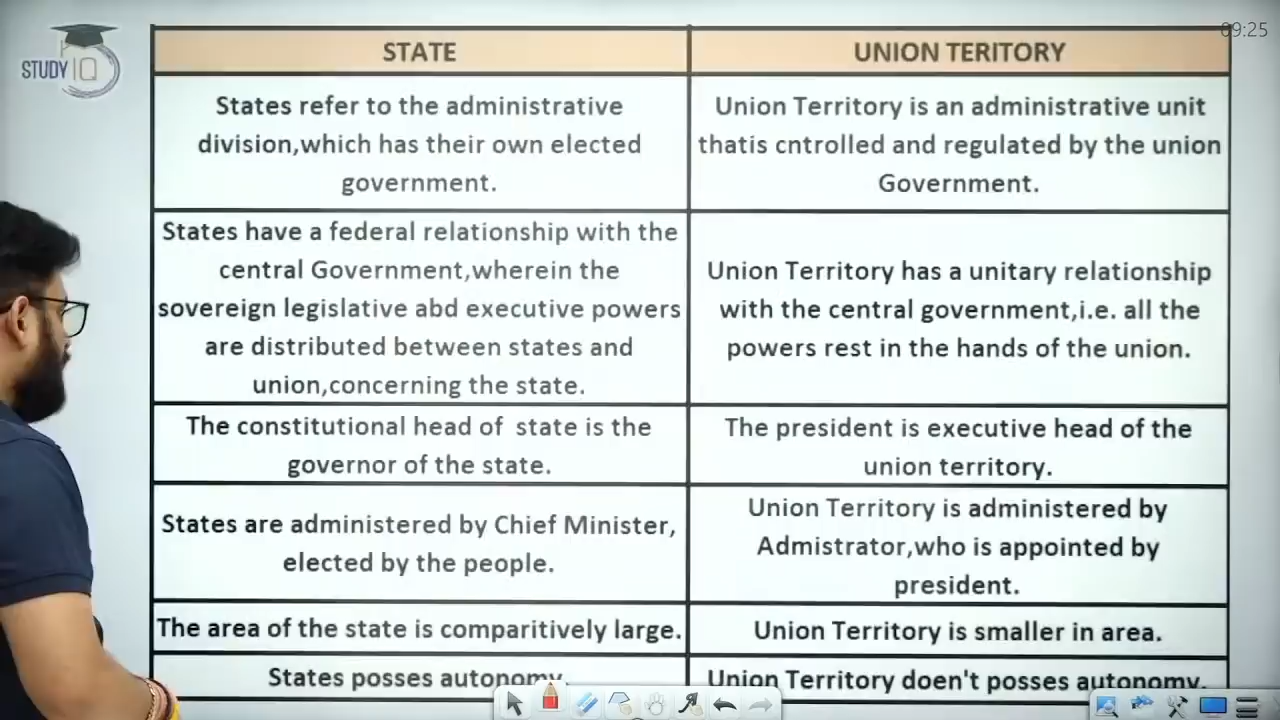 STUDY IQ
09:25
STATE
UNION TERITORY
States refer to the administrative
division,which has their own elected
government.
Union Territory is an administrative unit
thatis cntrolled and regulated by the union
Government.
States have a federal relationship with the
central Government,wherein the
sovereign legislative abd executive powers
are distributed between states and
union,concerning the state.
Union Territory has a unitary relationship
with the central government,i.e. all the
powers rest in the hands of the union.
The constitutional head of state is the
governor of the state.
The president is executive head of the
union territory.
States are administered by Chief Minister,
elected by the people.
Union Territory is administered by
Admistrator,who is appointed by
president.
The area of the state is comparitively large.
Union Territory is smaller in area.
States posses autonomy.
Union Territory doen't posses autonomy.